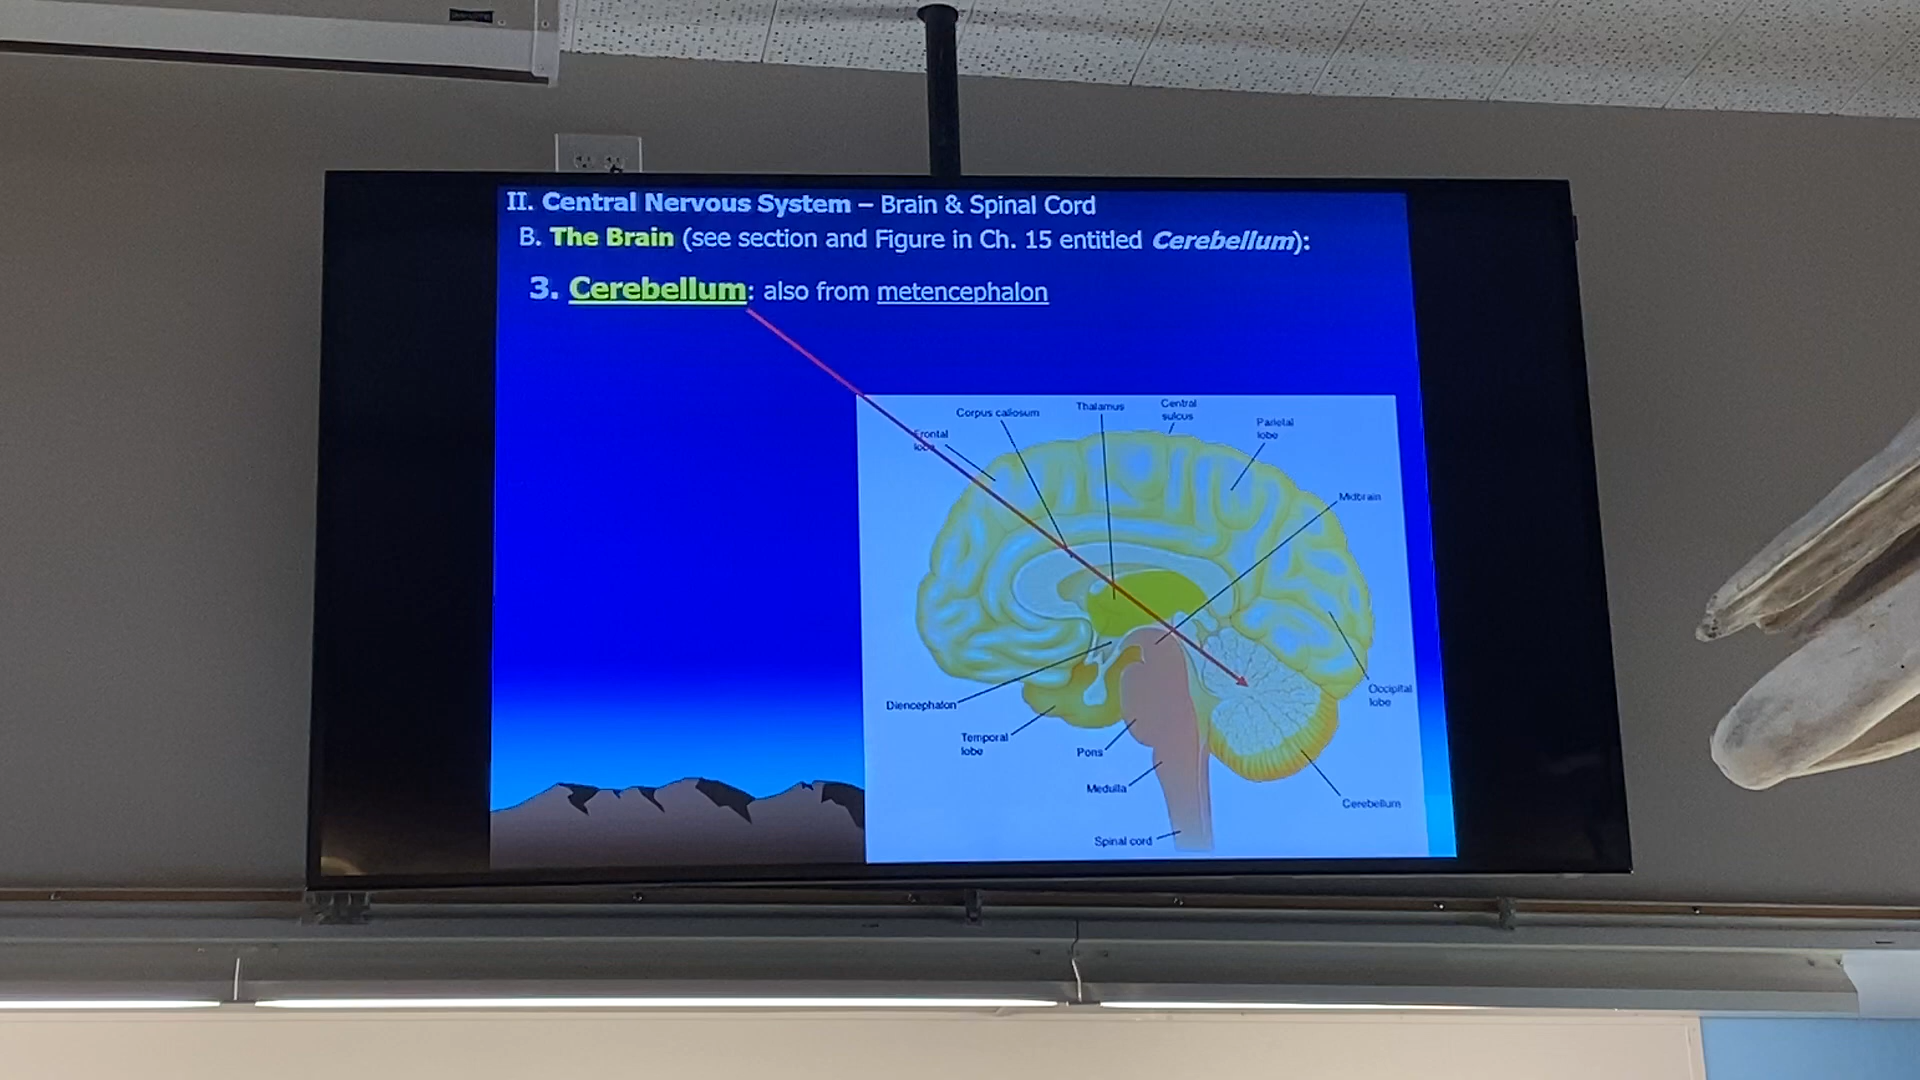 II. Central Nervous System – Brain & Spinal Cord
B. The Brain (see section and Figure in Ch. 15 entitled Cerebellum):
3. Cerebellum: also from metencephalon
Corpus callosum
Thalamus
Central
sulcus
Parietal
lobe
Frontal
lobe
Midbrain
Diencephalon
Occipital
lobe
Temporal
lobe
Pons
Medulla
Cerebellum
Spinal cord